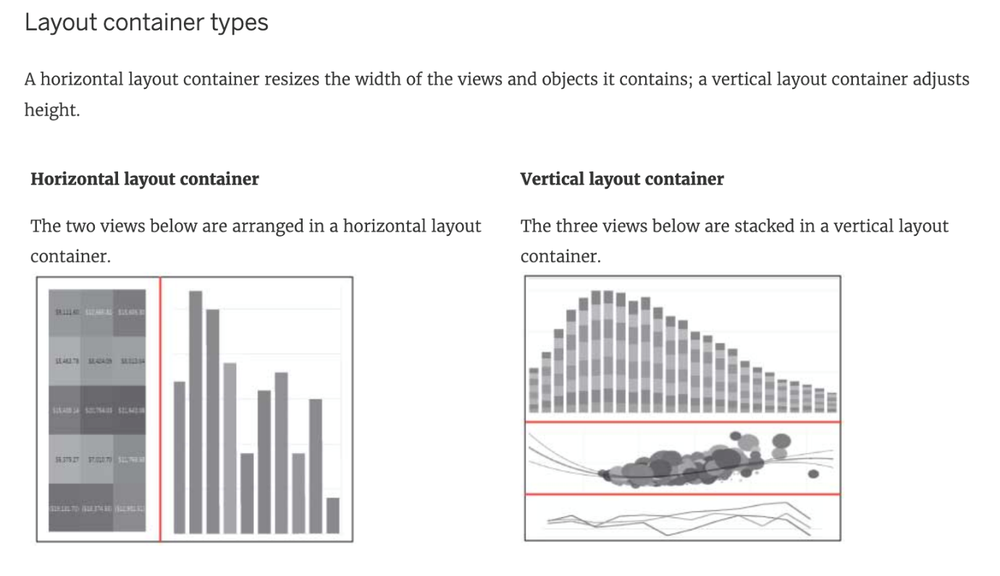 Layout container types
A horizontal layout container resizes the width of the views and objects it contains; a vertical layout container adjusts
height.
Horizontal layout container
The two views below are arranged in a horizontal layout
container.
Vertical layout container
The three views below are stacked in a vertical layout
container.